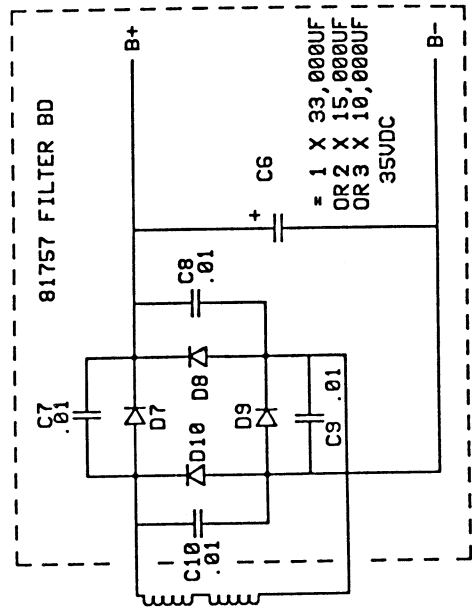 81757 FILTER BD
B+
C7
.01
C8
.01
D7
D8
D10
D9
C10
.01
C9
.01
+
C6
= 1 X 33,000UF
OR 2 X 15,000UF
OR 3 X 10,000UF
35VDC
B-